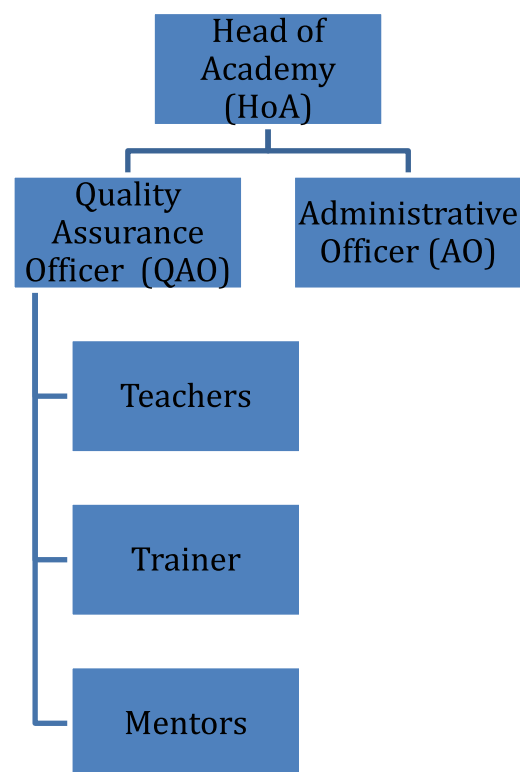 Head of
Academy
(HoA)
Quality
Assurance
Officer (QAO)
Administrative
Officer (AO)
Teachers
Trainer
Mentors